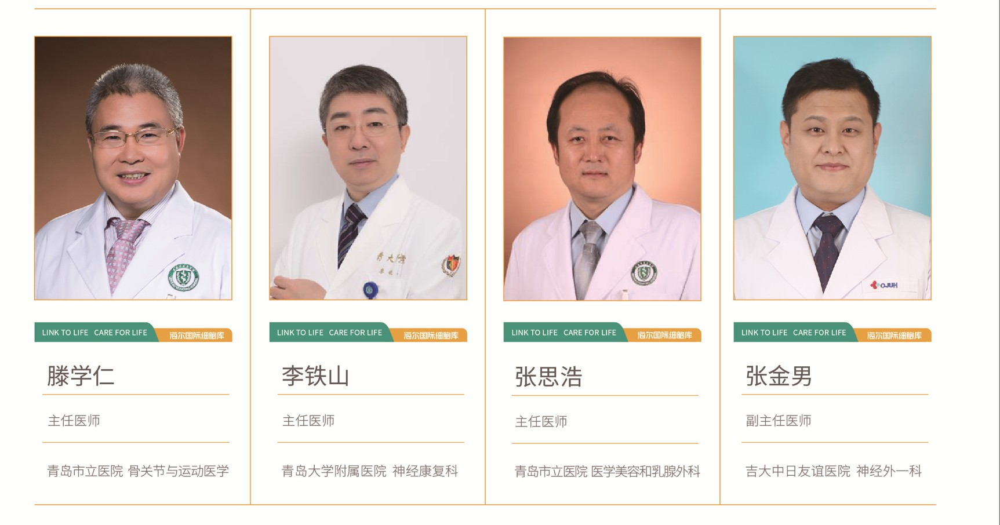 青大附醫
CJUH
LINK TO LIFE CARE FOR LIFE 海尔国际细胞库
滕学仁
主任医师
青岛市立医院 骨关节与运动医学
LINK TO LIFE CARE FOR LIFE 海尔国际细胞库
李铁山
主任医师
青岛大学附属医院 神经康复科
LINK TO LIFE CARE FOR LIFE 海尔国际细胞库
张思浩
主任医师
青岛市立医院 医学美容和乳腺外科
LINK TO LIFE CARE FOR LIFE 海尔国际细胞库
张金男
副主任医师
吉大中日友谊医院 神经外一科